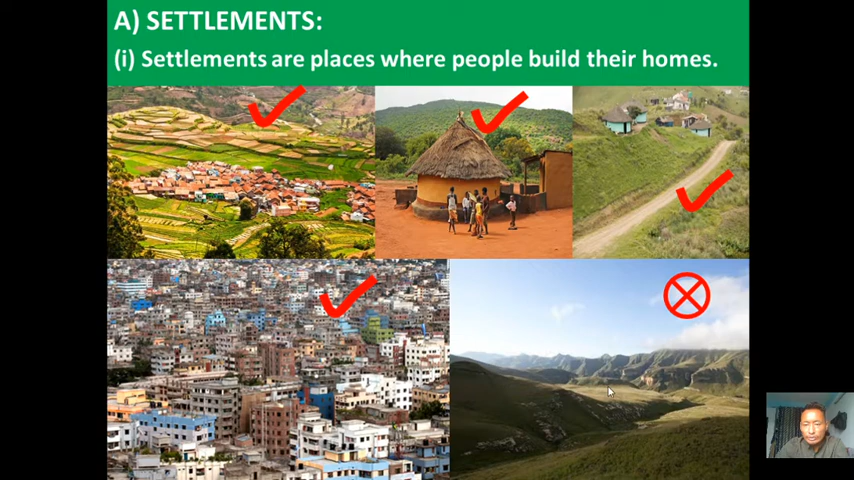 A) SETTLEMENTS:
(i) Settlements are places where people build their homes.